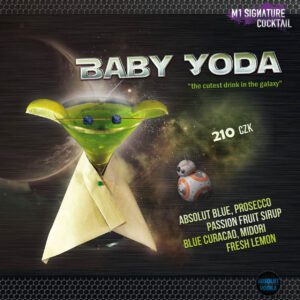 M1 SIGNATURE
COCKTAIL
BABY YODA
"the cutest drink in the galaxy"
210 CZK
ABSOLUT BLUE, PROSECCO
PASSION FRUIT SIRUP
BLUE CURACAO, MIDORI
FRESH LEMON
ABSOLUT